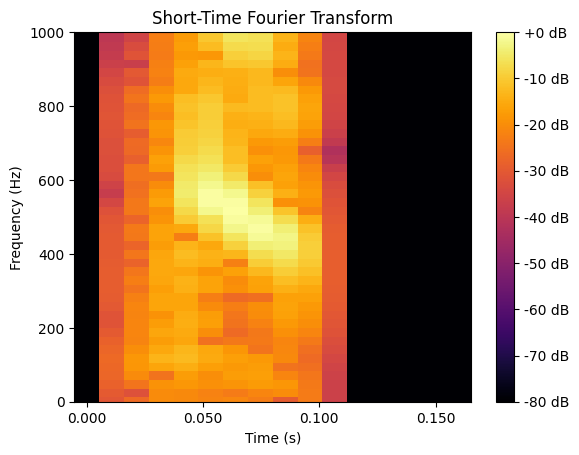 Short-Time Fourier Transform
1000
800
600
400
200
0
Frequency (Hz)
0.000
0.050
0.100
0.150
Time (s)
+0 dB
-10 dB
-20 dB
-30 dB
-40 dB
-50 dB
-60 dB
-70 dB
-80 dB